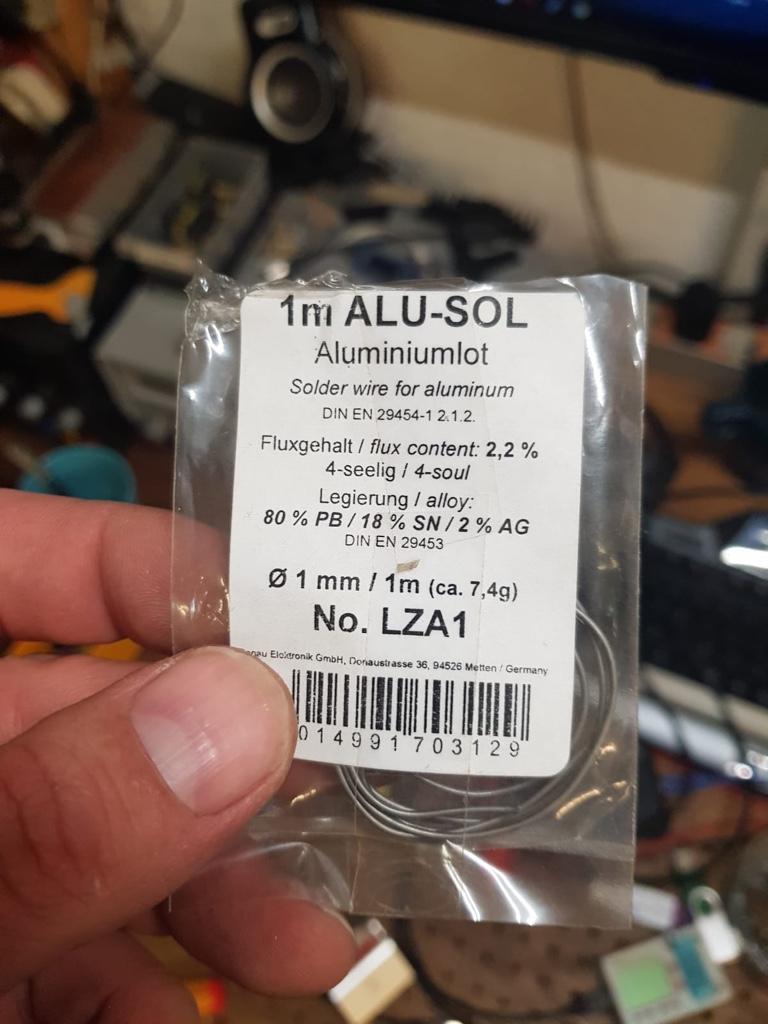 1m ALU-SOL
Aluminiumlot
Solder wire for aluminum
DIN EN 29454-1 2.1.2.
Fluxgehalt / flux content: 2,2 %
4-seelig / 4-soul
Legierung / alloy:
80 % PB / 18 % SN / 2 % AG
DIN EN 29453
Ø 1 mm / 1m (ca. 7,4g)
No. LZA1
Elektronik GmbH, Donaustrasse 36, 94526 Metten / Germany
014991703129